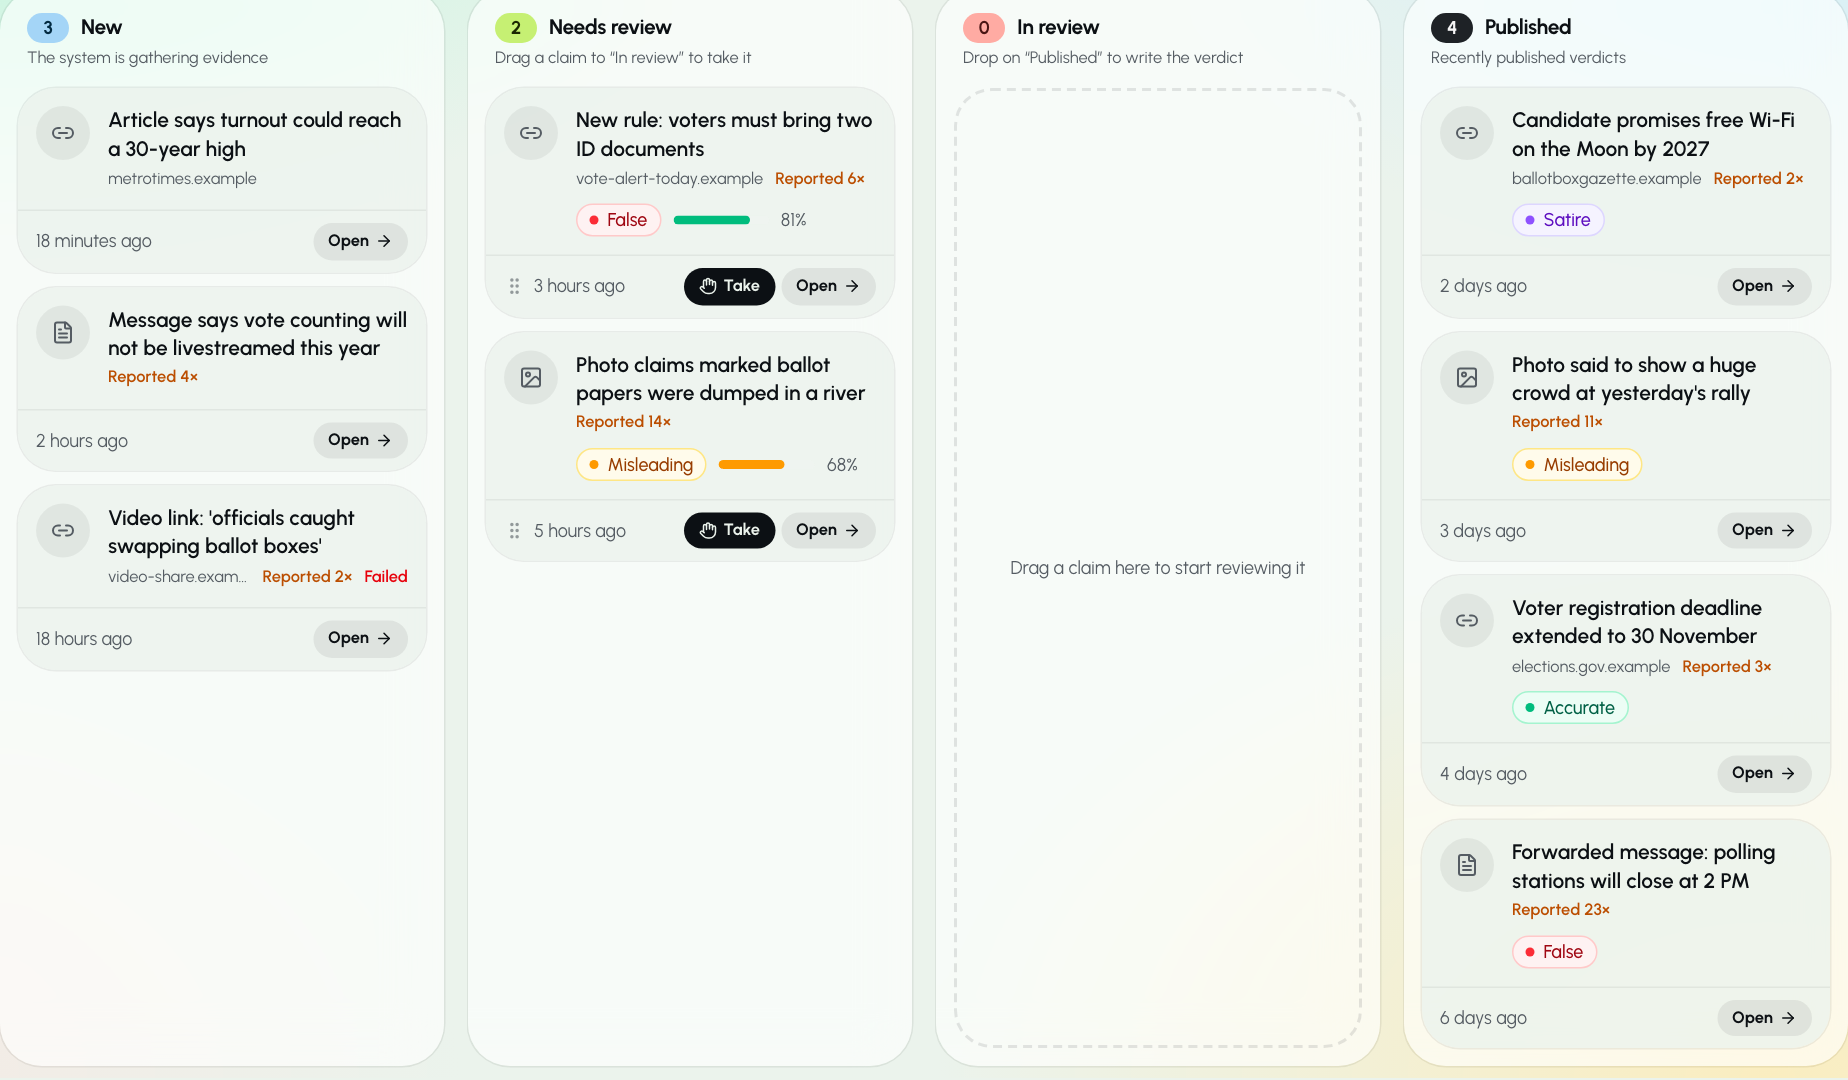 3 New
The system is gathering evidence
Article says turnout could reach
a 30-year high
metrotimes.example
18 minutes ago
Open
Message says vote counting will
not be livestreamed this year
Reported 4×
2 hours ago
Open
Video link: 'officials caught
swapping ballot boxes'
video-share.exam... Reported 2× Failed
18 hours ago
Open
2 Needs review
Drag a claim to “In review” to take it
New rule: voters must bring two
ID documents
vote-alert-today.example Reported 6×
False 81%
3 hours ago
Take
Open
Photo claims marked ballot
papers were dumped in a river
Reported 14×
Misleading 68%
5 hours ago
Take
Open
0 In review
Drop on “Published” to write the verdict
Drag a claim here to start reviewing it
4 Published
Recently published verdicts
Candidate promises free Wi-Fi
on the Moon by 2027
ballotboxgazette.example Reported 2×
Satire
2 days ago
Open
Photo said to show a huge
crowd at yesterday's rally
Reported 11×
Misleading
3 days ago
Open
Voter registration deadline
extended to 30 November
elections.gov.example Reported 3×
Accurate
4 days ago
Open
Forwarded message: polling
stations will close at 2 PM
Reported 23×
False
6 days ago
Open